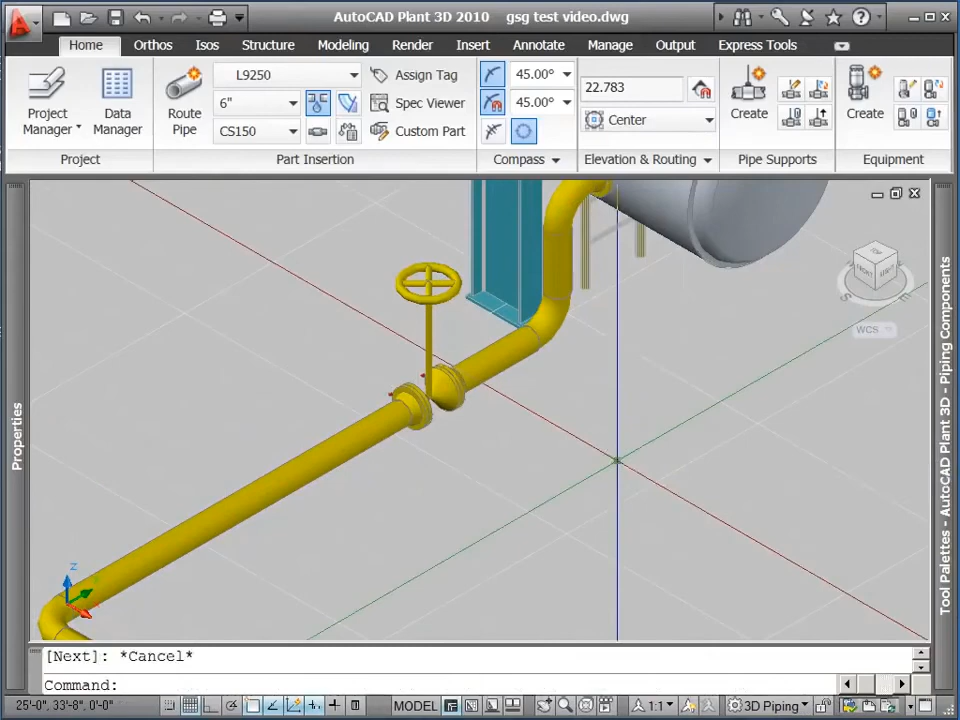 AutoCAD Plant 3D 2010 gsg test video.dwg
Home Orthos Isos Structure Modeling Render Insert Annotate Manage Output Express Tools
Project Manager
Data Manager
Project
Route Pipe
L9250
6"
CS150
Assign Tag
Spec Viewer
Custom Part
Part Insertion
45.00°
45.00°
Compass
22.783
Center
Elevation & Routing
Create
Pipe Supports
Create
Equipment
Properties
TOP
FRONT
RIGHT
S
E
WCS
Z
Tool Palettes - AutoCAD Plant 3D - Piping Components
[Next]: *Cancel*
Command:
25'-0", 33'-8", 0'-0"
MODEL
1:1
3D Piping